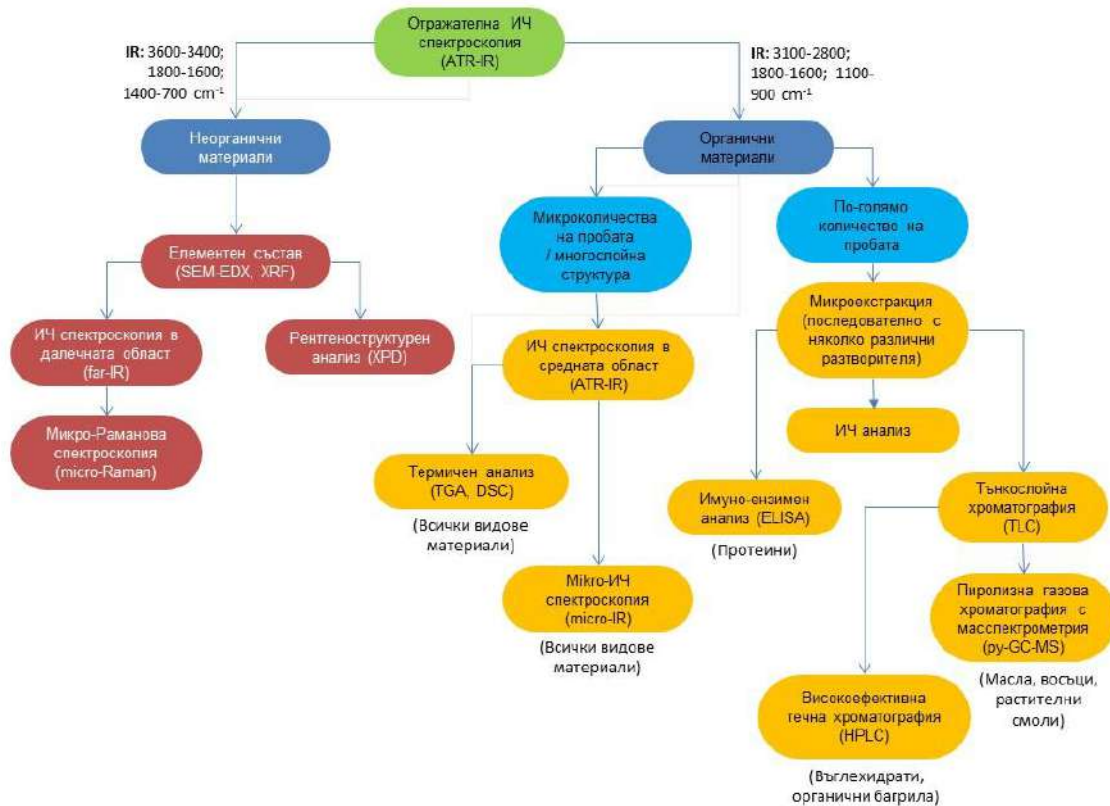 Отражателна ИЧ
спектроскопия
(ATR-IR)
IR: 3600-3400;
1800-1600;
1400-700 cm⁻¹
IR: 3100-2800;
1800-1600; 1100-
900 cm⁻¹
Неорганични
материали
Органични
материали
Микроколичества
на пробата
/ многослойна
структура
По-голямо
количество на
пробата
Елементен състав
(SEM-EDX, XRF)
Микроекстракция
(последователно с
няколко различни
разтворителя)
ИЧ спектроскопия в
далечната област
(far-IR)
Рентгеноструктурен
анализ (XPD)
ИЧ спектроскопия в
средната област
(ATR-IR)
ИЧ анализ
Микро-Раманова
спектроскопия
(micro-Raman)
Термичен анализ
(TGA, DSC)
(Всички видове
материали)
Имуно-ензимен
анализ (ELISA)
(Протеини)
Тънкослойна
хроматография
(TLC)
Mikro-ИЧ
спектроскопия
(micro-IR)
(Всички видове
материали)
Пиролизна газова
хроматография с
масспектрометрия
(py-GC-MS)
(Масла, восъци,
растителни
смоли)
Високоефективна
течна хроматография
(HPLC)
(Въглехидрати,
органични багрила)